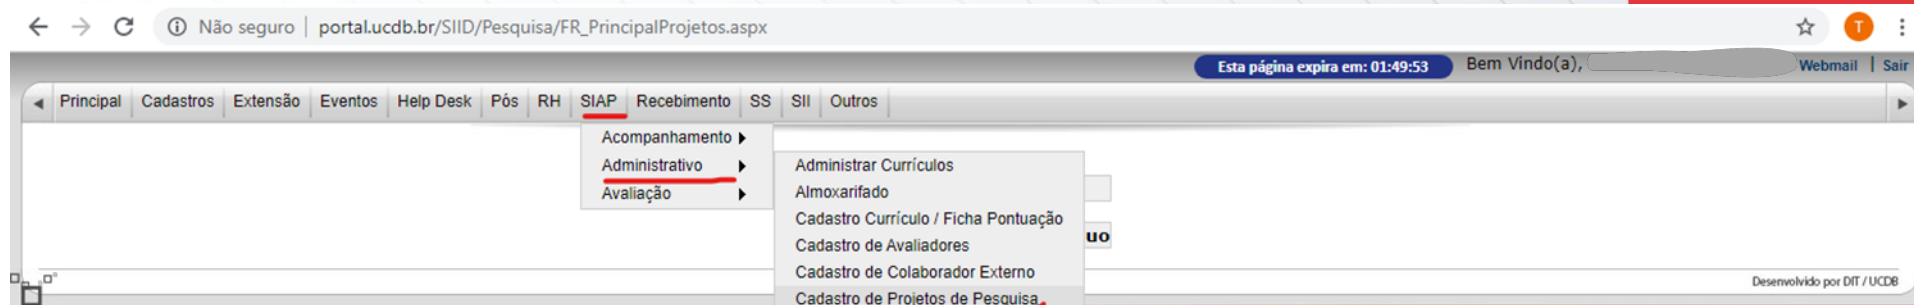 Não seguro | portal.ucdb.br/SIID/Pesquisa/FR_PrincipalProjetos.aspx T
Esta página expira em: 01:49:53 Bem Vindo(a), Webmail | Sair
Principal Cadastros Extensão Eventos Help Desk Pós RH SIAP Recebimento SS SII Outros
Acompanhamento
Administrativo
Avaliação
Administrar Currículos
Almoxarifado
Cadastro Currículo / Ficha Pontuação
Cadastro de Avaliadores
Cadastro de Colaborador Externo
Cadastro de Projetos de Pesquisa
uo
Desenvolvido por DIT / UCDB